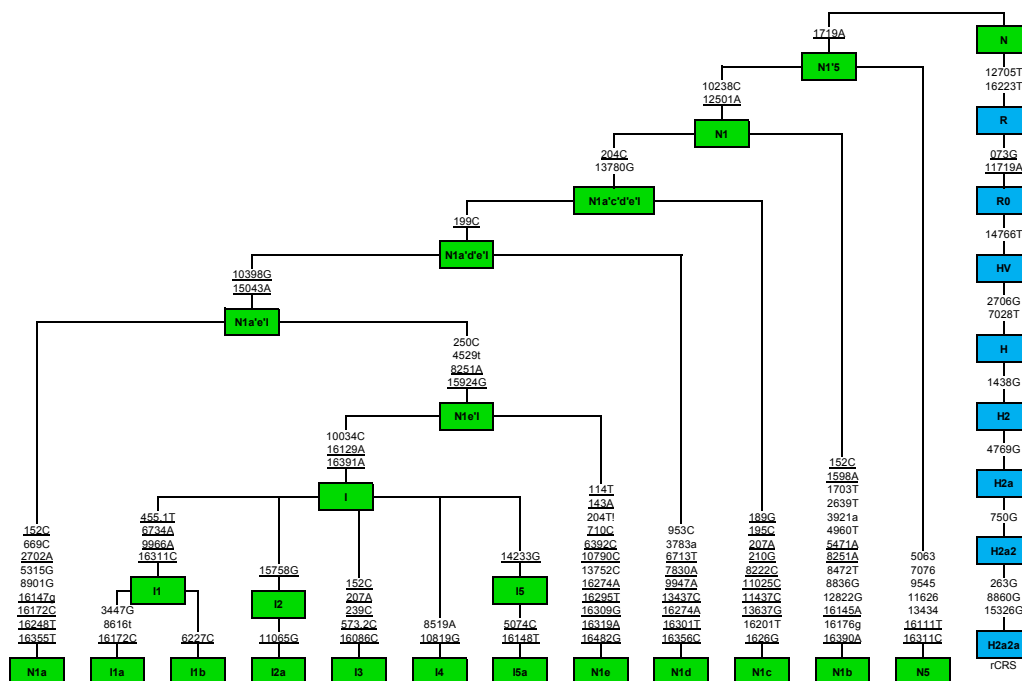 1719A
N
N1'5
12705T
16223T
10238C
12501A
R
N1
204C
13780G
073G
11719A
N1a'c'd'e'I
R0
199C
14766T
N1a'd'e'I
HV
10398G
15043A
2706G
7028T
N1a'e'I
H
250C
4529t
8251A
15924G
1438G
N1e'I
H2
10034C
16129A
16391A
4769G
I
H2a
152C
669C
2702A
5315G
8901G
16147g
16172C
16248T
16355T
455.1T
6734A
9966A
16311C
I1
3447G
8616t
16172C
6227C
15758G
I2
11065G
152C
207A
239C
573.2C
16086C
8519A
10819G
14233G
I5
5074C
16148T
114T
143A
204T!
710C
6392C
10790C
13752C
16274A
16295T
16309G
16319A
16482G
953C
3783a
6713T
7830A
9947A
13437C
16274A
16301T
16356C
189G
195C
207A
210G
8222C
11025C
11437C
13637G
16201T
1626G
152C
1598A
1703T
2639T
3921a
4960T
5471A
8251A
8472T
8836G
12822G
16145A
16176g
16390A
5063
7076
9545
11626
13434
16111T
16311C
750G
H2a2
263G
8860G
15326G
N1a
I1a
I1b
I2a
I3
I4
I5a
N1e
N1d
N1c
N1b
N5
H2a2a
rCRS